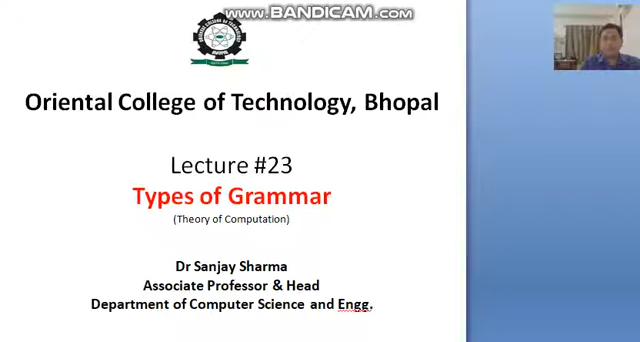 www.BANDICAM.com
Oriental College of Technology, Bhopal
Lecture #23
Types of Grammar
(Theory of Computation)
Dr Sanjay Sharma
Associate Professor & Head
Department of Computer Science and Engg.